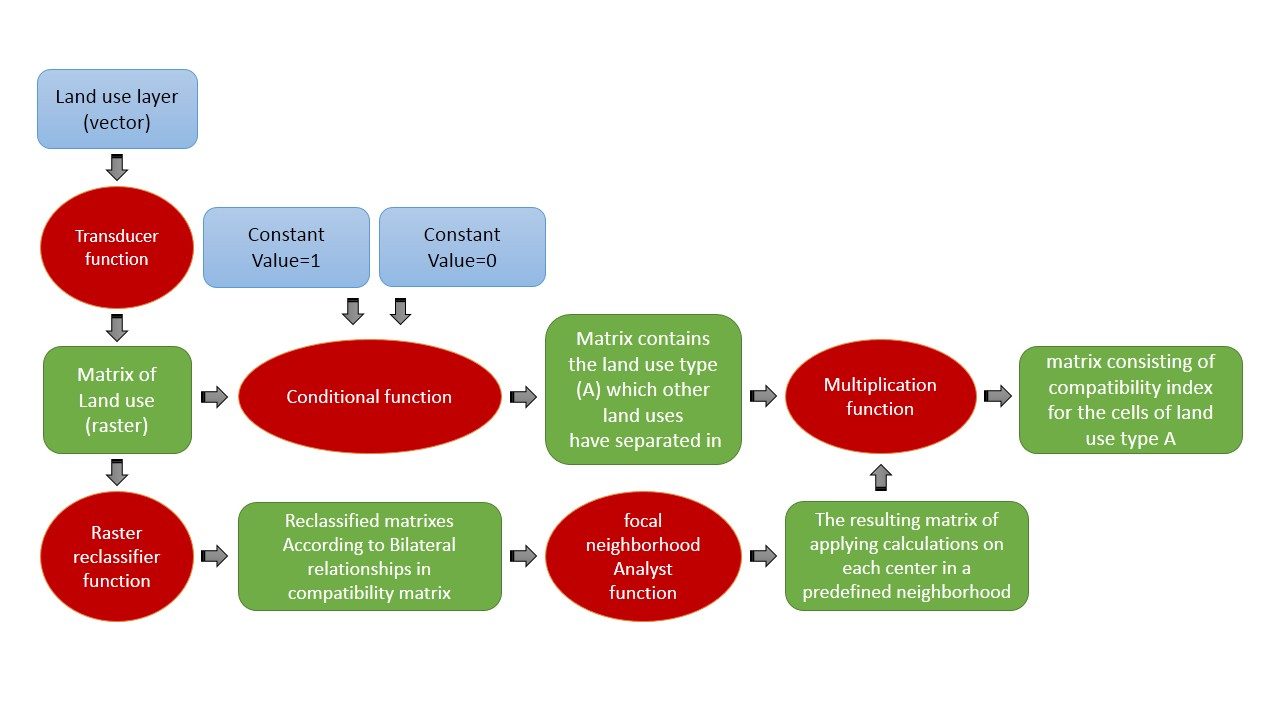 Land use layer
(vector)
Transducer
function
Constant
Value=1
Constant
Value=0
Matrix of
Land use
(raster)
Conditional function
Matrix contains
the land use type
(A) which other
land uses
have separated in
Multiplication
function
matrix consisting of
compatibility index
for the cells of land
use type A
Raster
reclassifier
function
Reclassified matrixes
According to Bilateral
relationships in
compatibility matrix
focal
neighborhood
Analyst
function
The resulting matrix of
applying calculations on
each center in a
predefined neighborhood